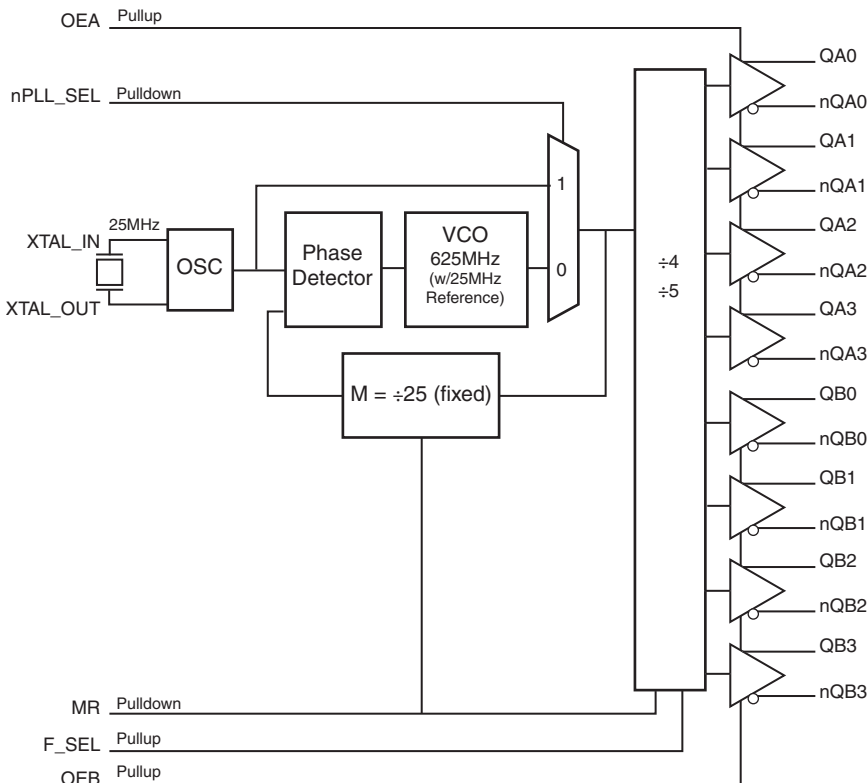 OEA Pullup
nPLL_SEL Pulldown
25MHz
XTAL_IN
XTAL_OUT
OSC
Phase
Detector
VCO
625MHz
(w/25MHz
Reference)
1
0
M = ÷25 (fixed)
÷4
÷5
QA0
nQA0
QA1
nQA1
QA2
nQA2
QA3
nQA3
QB0
nQB0
QB1
nQB1
QB2
nQB2
QB3
nQB3
MR Pulldown
F_SEL Pullup
OEB Pullup